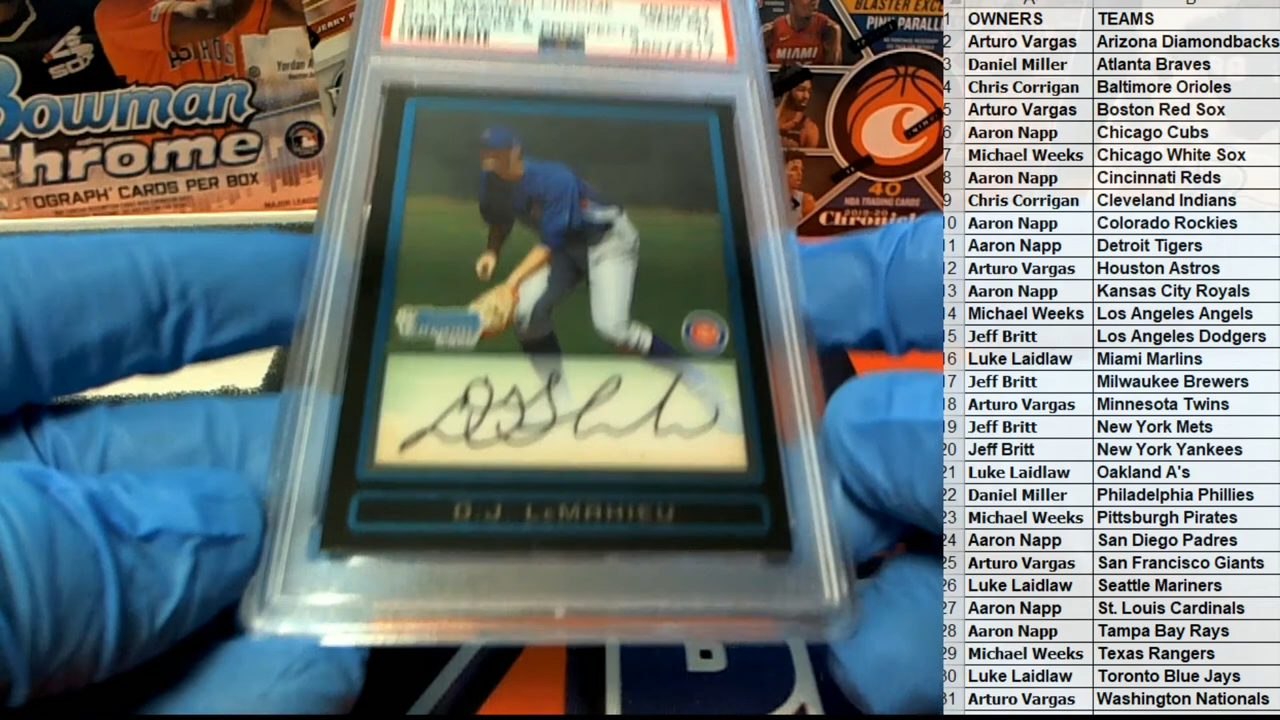 Bowman
Chrome
TOGRAPH CARDS PER BOX
ASTROS
Yordan
MIAMI
BLASTER EXC
PINK PARALLE
40
NBA TRADING CARDS
2019-20
Chronicl
D.J. LeMAHIEU
OWNERS TEAMS
2 Arturo Vargas Arizona Diamondbacks
3 Daniel Miller Atlanta Braves
4 Chris Corrigan Baltimore Orioles
5 Arturo Vargas Boston Red Sox
6 Aaron Napp Chicago Cubs
7 Michael Weeks Chicago White Sox
8 Aaron Napp Cincinnati Reds
9 Chris Corrigan Cleveland Indians
10 Aaron Napp Colorado Rockies
11 Aaron Napp Detroit Tigers
12 Arturo Vargas Houston Astros
13 Aaron Napp Kansas City Royals
14 Michael Weeks Los Angeles Angels
15 Jeff Britt Los Angeles Dodgers
16 Luke Laidlaw Miami Marlins
17 Jeff Britt Milwaukee Brewers
18 Arturo Vargas Minnesota Twins
19 Jeff Britt New York Mets
20 Jeff Britt New York Yankees
21 Luke Laidlaw Oakland A's
22 Daniel Miller Philadelphia Phillies
23 Michael Weeks Pittsburgh Pirates
24 Aaron Napp San Diego Padres
25 Arturo Vargas San Francisco Giants
26 Luke Laidlaw Seattle Mariners
27 Aaron Napp St. Louis Cardinals
28 Aaron Napp Tampa Bay Rays
29 Michael Weeks Texas Rangers
30 Luke Laidlaw Toronto Blue Jays
31 Arturo Vargas Washington Nationals